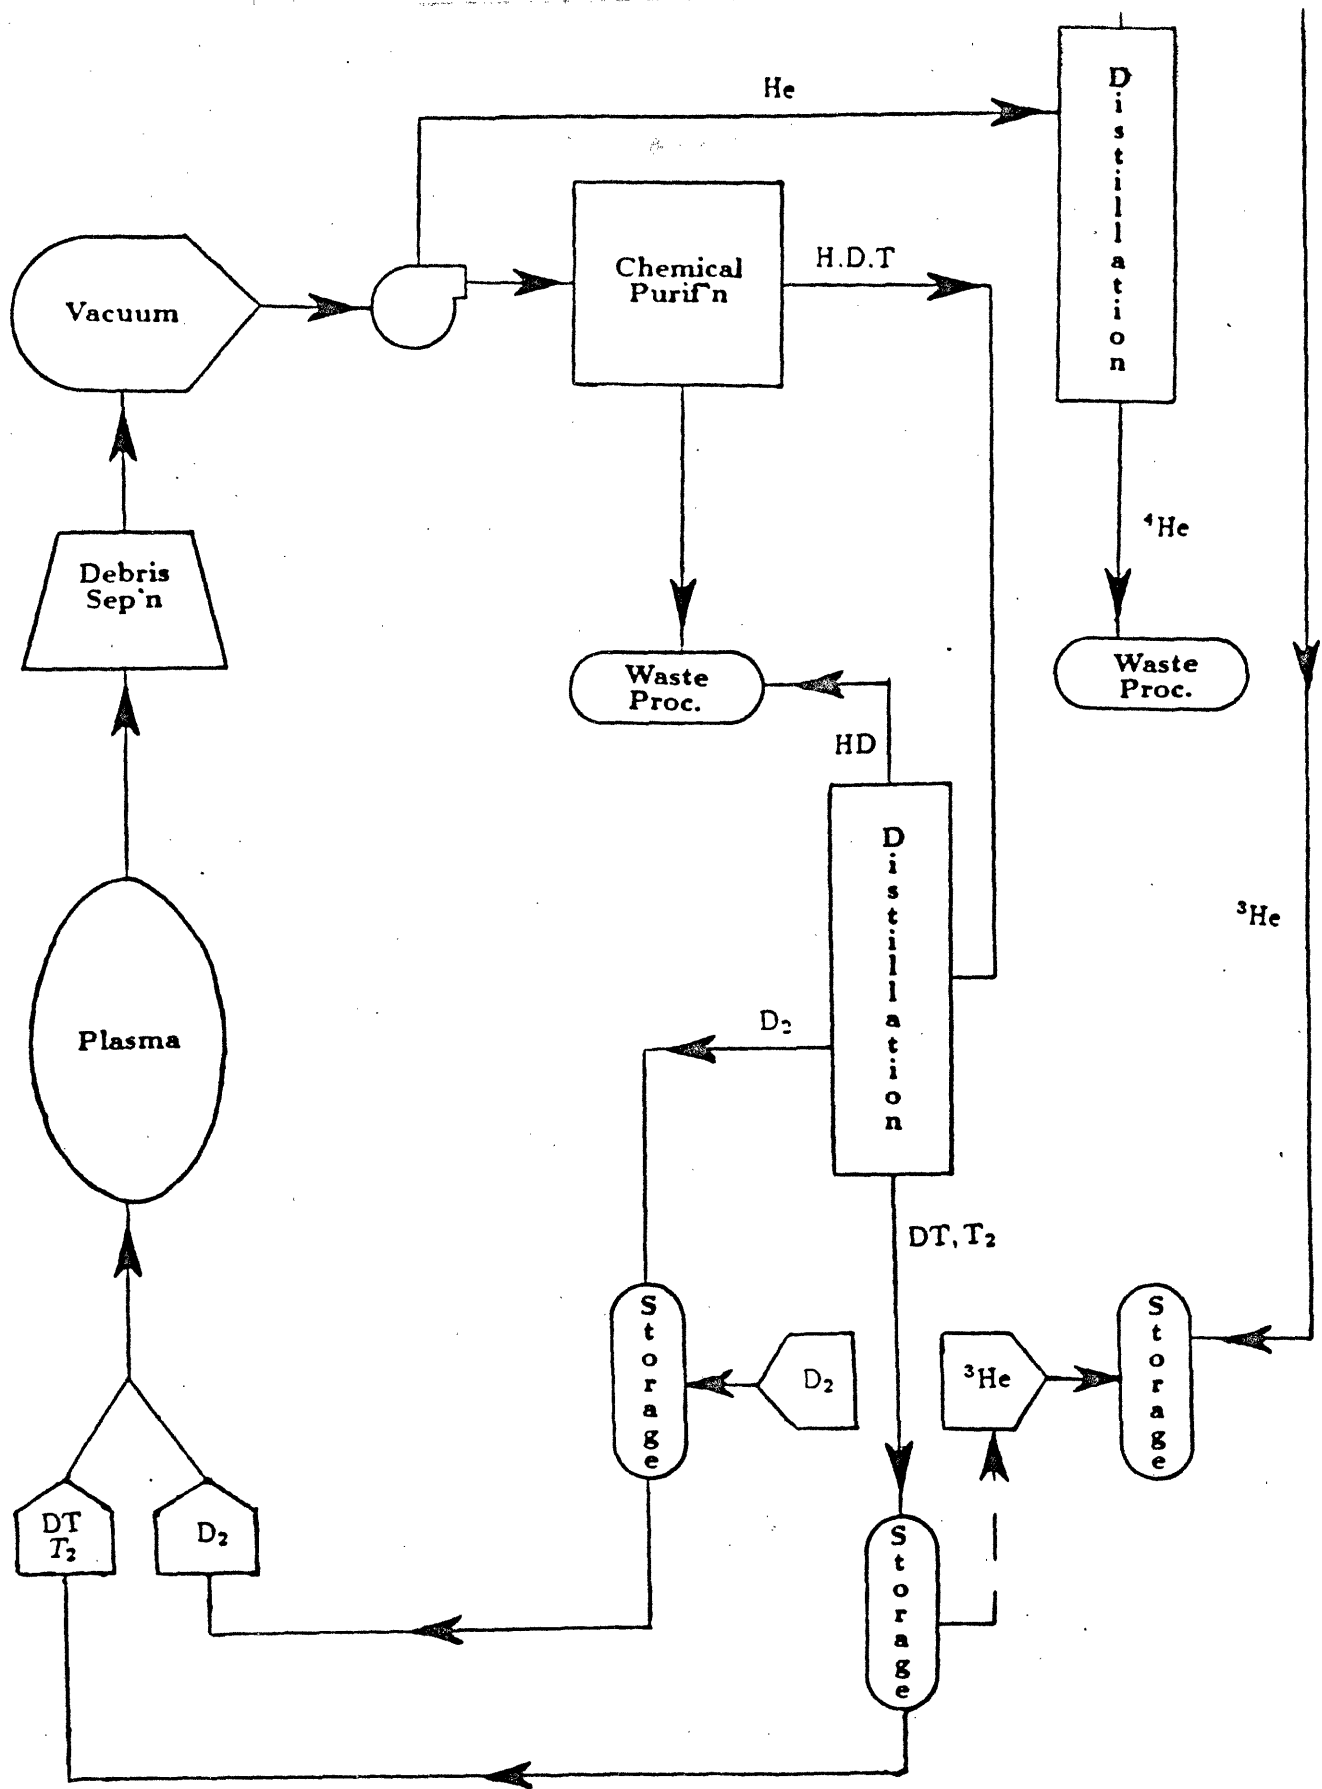 He
Distillation
Vacuum
Chemical
Purif'n
H.D.T
⁴He
Debris
Sep'n
Waste
Proc.
Waste
Proc.
HD
Distillation
³He
Plasma
D₂
DT, T₂
Storage
D₂
³He
Storage
DT
T₂
D₂
Storage